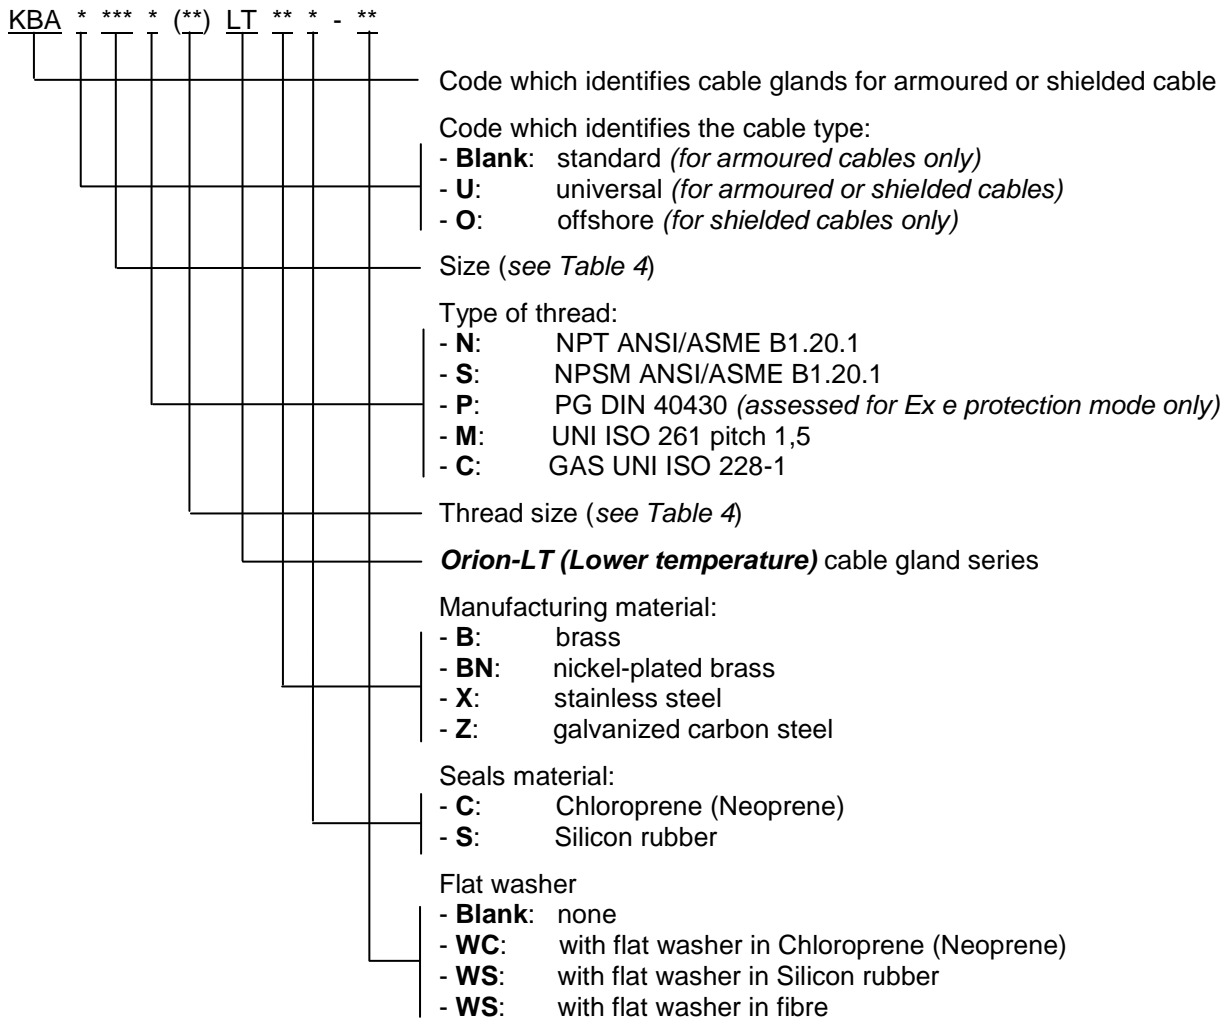 KBA * *** * (**) LT ** * - **
Code which identifies cable glands for armoured or shielded cable
Code which identifies the cable type:
- Blank: standard (for armoured cables only)
- U: universal (for armoured or shielded cables)
- O: offshore (for shielded cables only)
Size (see Table 4)
Type of thread:
- N: NPT ANSI/ASME B1.20.1
- S: NPSM ANSI/ASME B1.20.1
- P: PG DIN 40430 (assessed for Ex e protection mode only)
- M: UNI ISO 261 pitch 1,5
- C: GAS UNI ISO 228-1
Thread size (see Table 4)
Orion-LT (Lower temperature) cable gland series
Manufacturing material:
- B: brass
- BN: nickel-plated brass
- X: stainless steel
- Z: galvanized carbon steel
Seals material:
- C: Chloroprene (Neoprene)
- S: Silicon rubber
Flat washer
- Blank: none
- WC: with flat washer in Chloroprene (Neoprene)
- WS: with flat washer in Silicon rubber
- WS: with flat washer in fibre